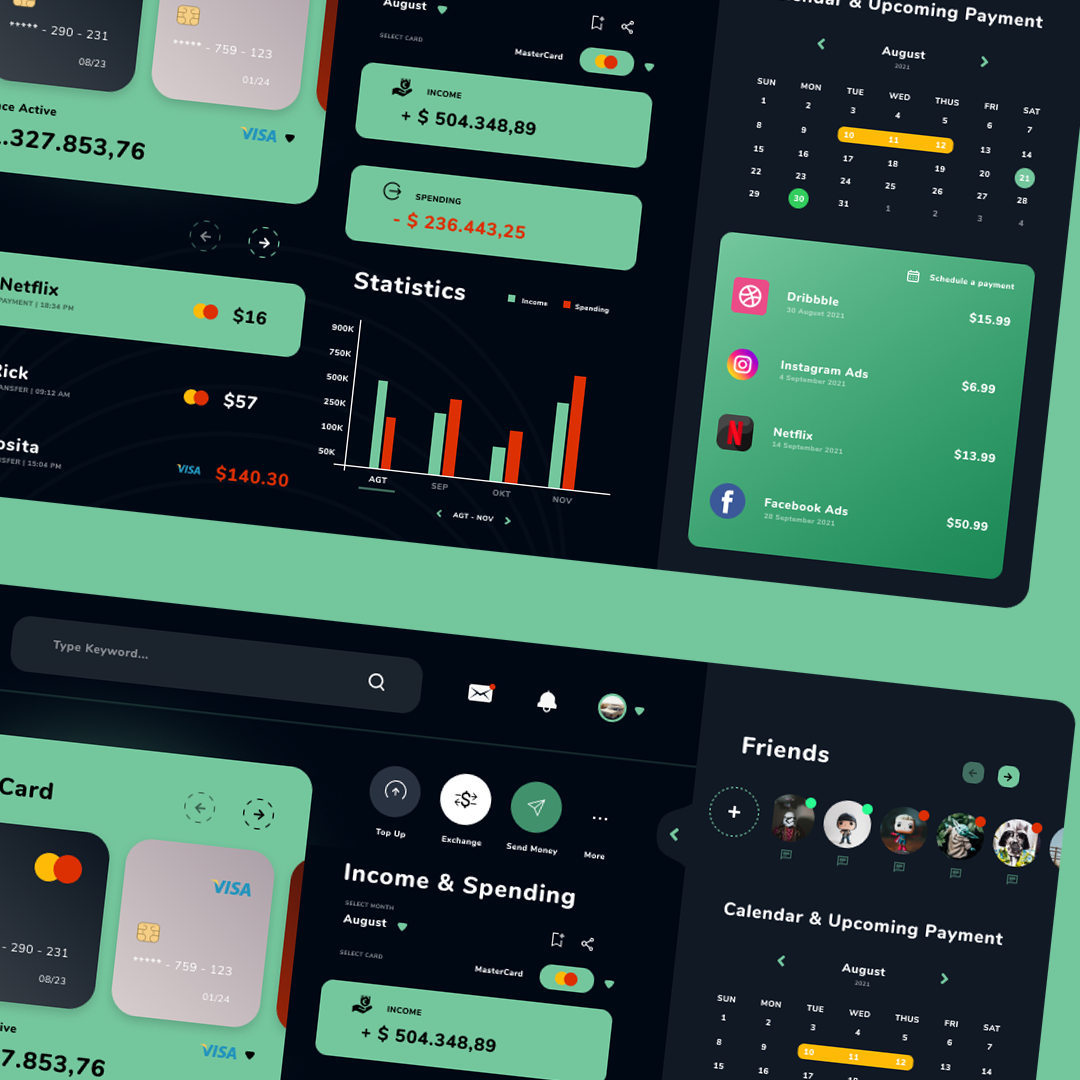 ***** - 290 - 231
08/23
***** - 759 - 123
01/24
Active
.327.853,76
VISA
Netflix
PAYMENT | 18:34 PM
$16
09:12 AM
$57
15:04 PM
VISA
$140.30
August
SELECT CARD
MasterCard
INCOME
+ $ 504.348,89
SPENDING
- $ 236.443,25
Statistics
Income
Spending
900K
750K
500K
250K
100K
50K
AGT SEP OKT NOV
AGT - NOV
& Upcoming Payment
August
2021
SUN MON TUE WED THUS FRI SAT
1 2 3 4 5 6 7
8 9 10 11 12 13 14
15 16 17 18 19 20 21
22 23 24 25 26 27 28
29 30 31 1 2 3 4
Schedule a payment
Dribbble
30 August 2021
$15.99
Instagram Ads
4 September 2021
$6.99
Netflix
14 September 2021
$13.99
Facebook Ads
28 September 2021
$50.99
Type Keyword...
Card
- 290 - 231
08/23
VISA
***** - 759 - 123
01/24
7.853,76
VISA
Top Up
Exchange
Send Money
More
Income & Spending
SELECT MONTH
August
SELECT CARD
MasterCard
INCOME
+ $ 504.348,89
Friends
Calendar & Upcoming Payment
August
2021
SUN MON TUE WED THUS FRI SAT
1 2 3 4 5 6 7
8 9 10 11 12 13 14
15 16 17 18 19 20